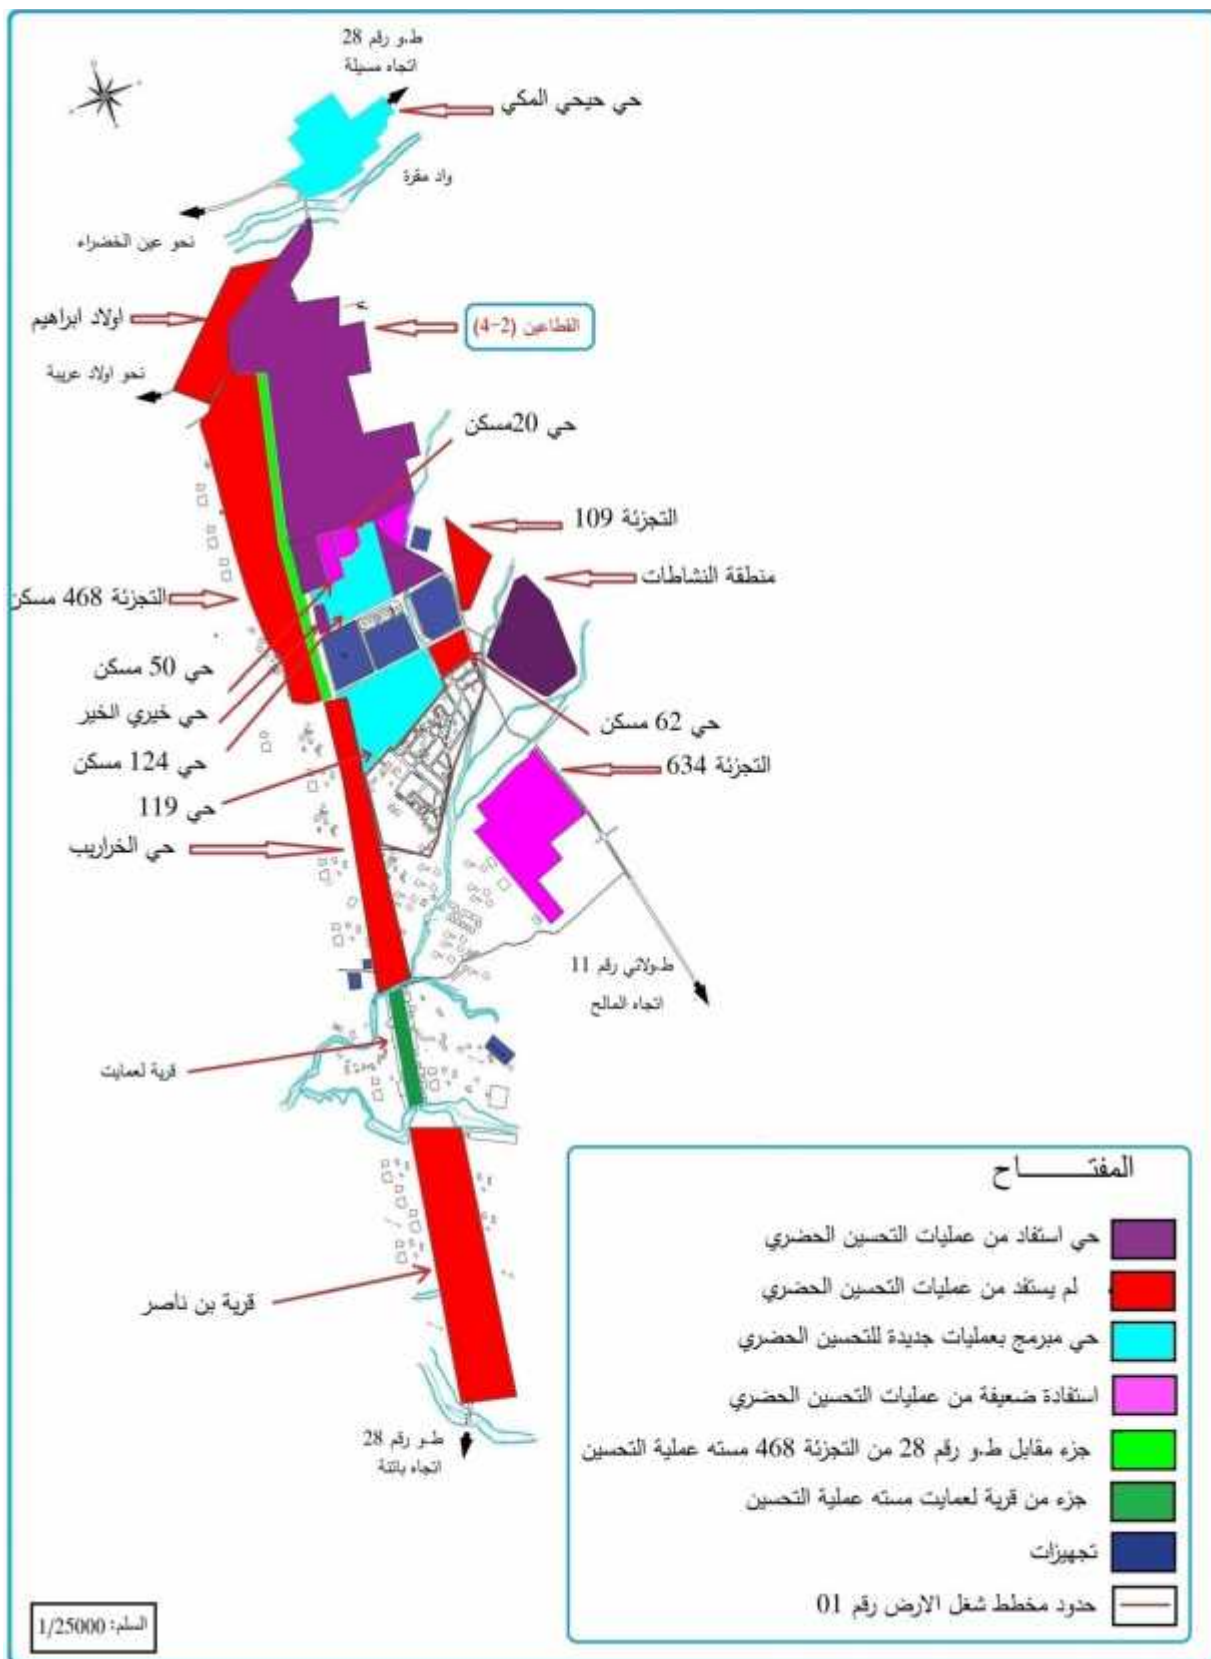 ط.و رقم 28
اتجاه مسيلة
حي حيحي المكي
واد مقرة
نحو عين الخضراء
اولاد ابراهيم
القطاعين (2-4)
نحو اولاد عريبة
حي 20مسكن
التجزئة 109
منطقة النشاطات
التجزئة 468 مسكن
حي 50 مسكن
حي خيري الخير
حي 62 مسكن
حي 124 مسكن
التجزئة 634
حي 119
حي الخراريب
ط.ولائي رقم 11
اتجاه المالح
قرية لعمايت
قرية بن ناصر
ط.و رقم 28
اتجاه باتنة
المفتـــــاح
حي استفاد من عمليات التحسين الحضري
لم يستفد من عمليات التحسين الحضري
حي مبرمج بعمليات جديدة للتحسين الحضري
استفادة ضعيفة من عمليات التحسين الحضري
جزء مقابل ط.و رقم 28 من التجزئة 468 مسته عملية التحسين
جزء من قرية لعمايت مسته عملية التحسين
تجهيزات
حدود مخطط شغل الارض رقم 01
السلم: 1/25000